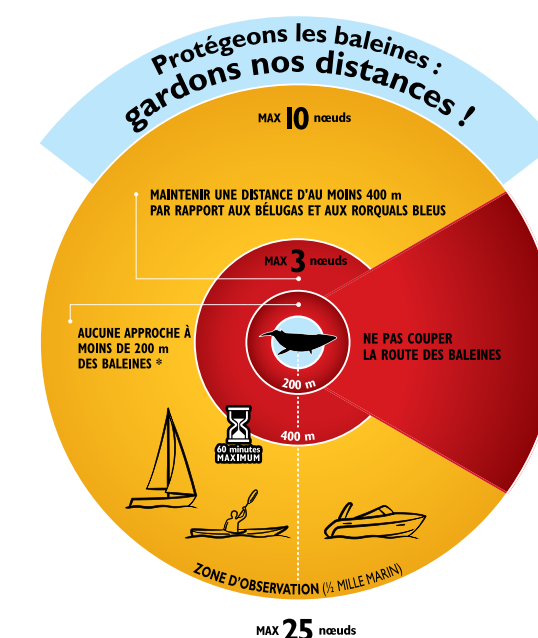 Protégeons les baleines :
gardons nos distances !
MAX 10 nœuds
MAINTENIR UNE DISTANCE D'AU MOINS 400 m
PAR RAPPORT AUX BÉLUGAS ET AUX RORQUALS BLEUS
MAX 3 nœuds
AUCUNE APPROCHE À
MOINS DE 200 m
DES BALEINES *
NE PAS COUPER
LA ROUTE DES BALEINES
200 m
400 m
60 minutes
MAXIMUM
ZONE D'OBSERVATION (½ MILLE MARIN)
MAX 25 nœuds